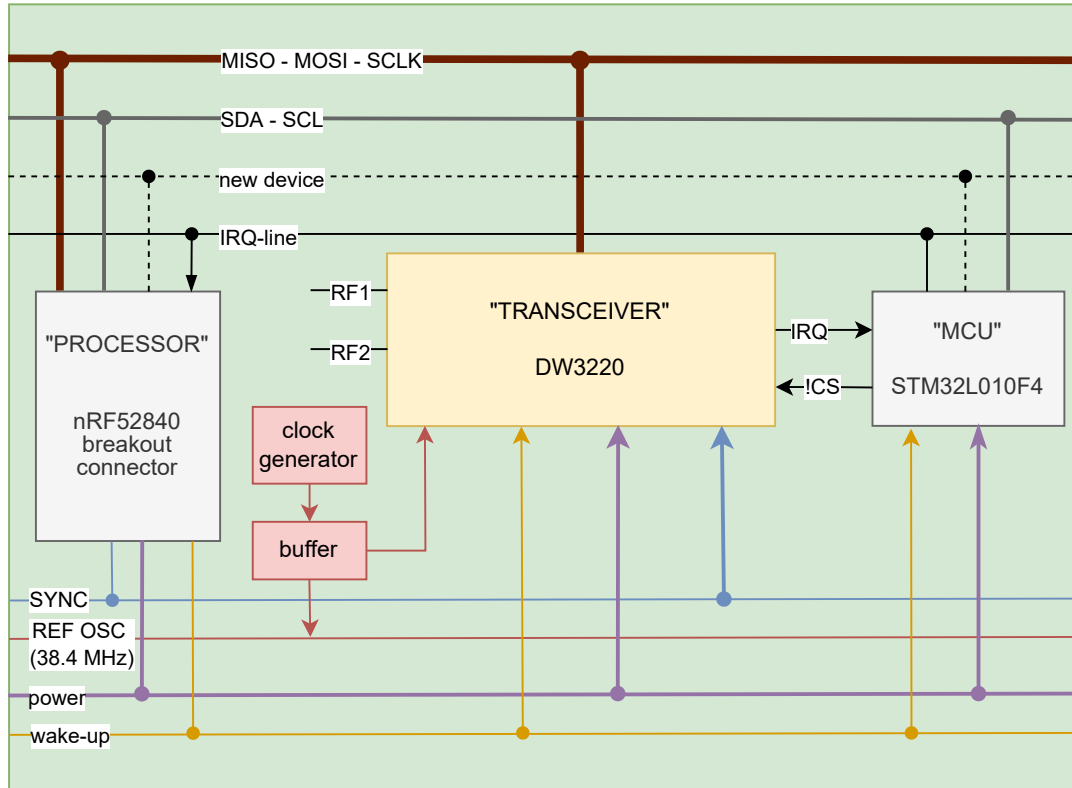 MISO - MOSI - SCLK
SDA - SCL
new device
IRQ-line
"PROCESSOR"
nRF52840
breakout
connector
RF1
RF2
"TRANSCEIVER"
DW3220
IRQ
!CS
"MCU"
STM32L010F4
clock
generator
buffer
SYNC
REF OSC
(38.4 MHz)
power
wake-up